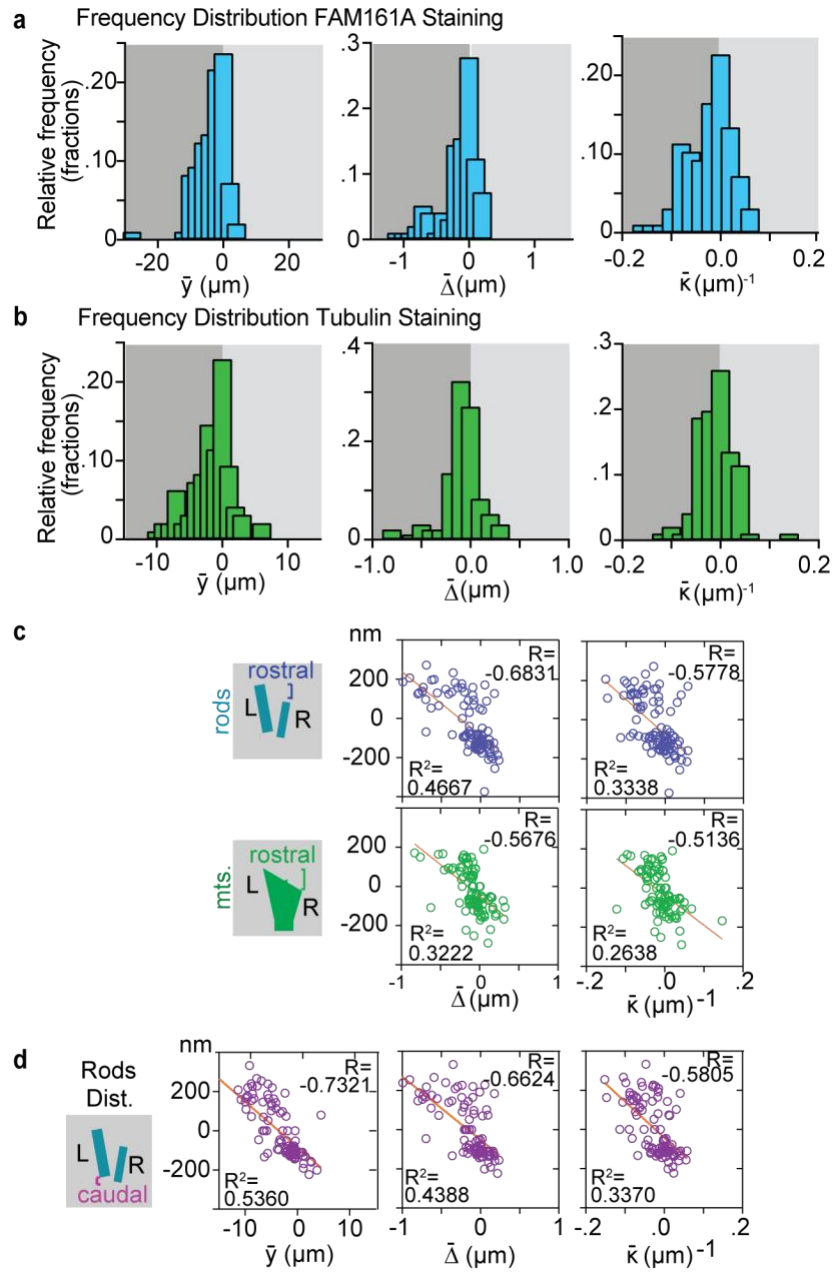 a Frequency Distribution FAM161A Staining
Relative frequency
(fractions)
.20
.10
0
-20 0 20
ȳ (µm)
.3
.2
.1
0
-1 0 1
Δ̄ (µm)
.20
.10
0
-0.2 0.0 0.2
κ̄ (µm)⁻¹
b Frequency Distribution Tubulin Staining
Relative frequency
(fractions)
.20
.10
0
-10 0 10
ȳ (µm)
.4
.2
0
-1.0 0.0 1.0
Δ̄ (µm)
.3
.2
.1
0
-0.2 0.0 0.2
κ̄ (µm)⁻¹
c
rods
rostral
L R
nm
200
0
-200
R=
-0.6831
R²=
0.4667
R=
-0.5778
R²=
0.3338
mts.
rostral
L R
200
0
-200
R=
-0.5676
R²=
0.3222
-1 0 1
Δ̄ (µm)
R=
-0.5136
R²=
0.2638
-.2 .0 .2
κ̄ (µm)⁻¹
d
Rods
Dist.
L R
caudal
nm
200
0
-200
R=
-0.7321
R²=
0.5360
-10 0 10
ȳ (µm)
R=
-0.6624
R²=
0.4388
-1 0 1
Δ̄ (µm)
R=
-0.5805
R²=
0.3370
-.2 .0 .2
κ̄ (µm)⁻¹